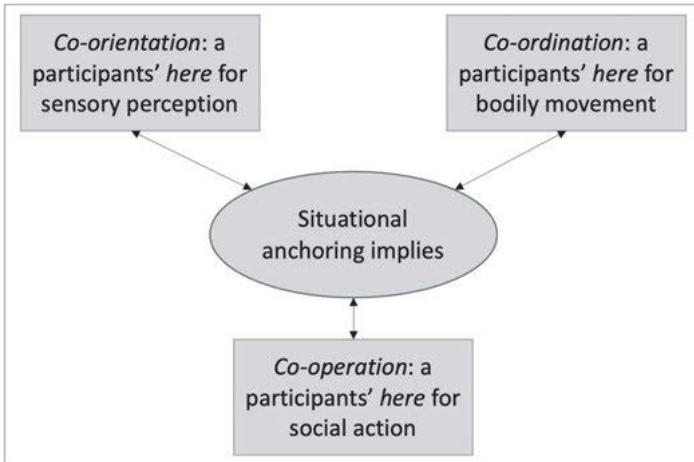 Co-orientation: a
participants’ here for
sensory perception
Co-ordination: a
participants’ here for
bodily movement
Situational
anchoring implies
Co-operation: a
participants’ here for
social action